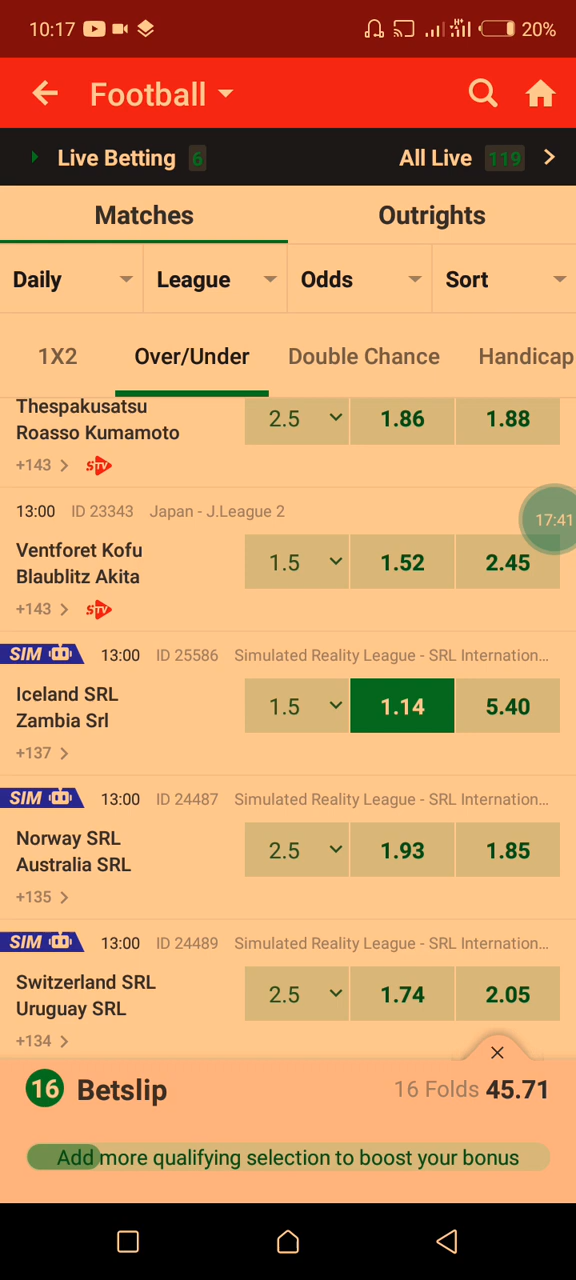 10:17 20%
Football
Live Betting 6 All Live 119
Matches Outrights
Daily League Odds Sort
1X2 Over/Under Double Chance Handicap
Thespakusatsu
Roasso Kumamoto
2.5 1.86 1.88
+143 STV
13:00 ID 23343 Japan - J.League 2
17:41
Ventforet Kofu
Blaublitz Akita
1.5 1.52 2.45
+143 STV
SIM 13:00 ID 25586 Simulated Reality League - SRL Internation...
Iceland SRL
Zambia Srl
1.5 1.14 5.40
+137
SIM 13:00 ID 24487 Simulated Reality League - SRL Internation...
Norway SRL
Australia SRL
2.5 1.93 1.85
+135
SIM 13:00 ID 24489 Simulated Reality League - SRL Internation...
Switzerland SRL
Uruguay SRL
2.5 1.74 2.05
+134
16 Betslip 16 Folds 45.71
Add more qualifying selection to boost your bonus